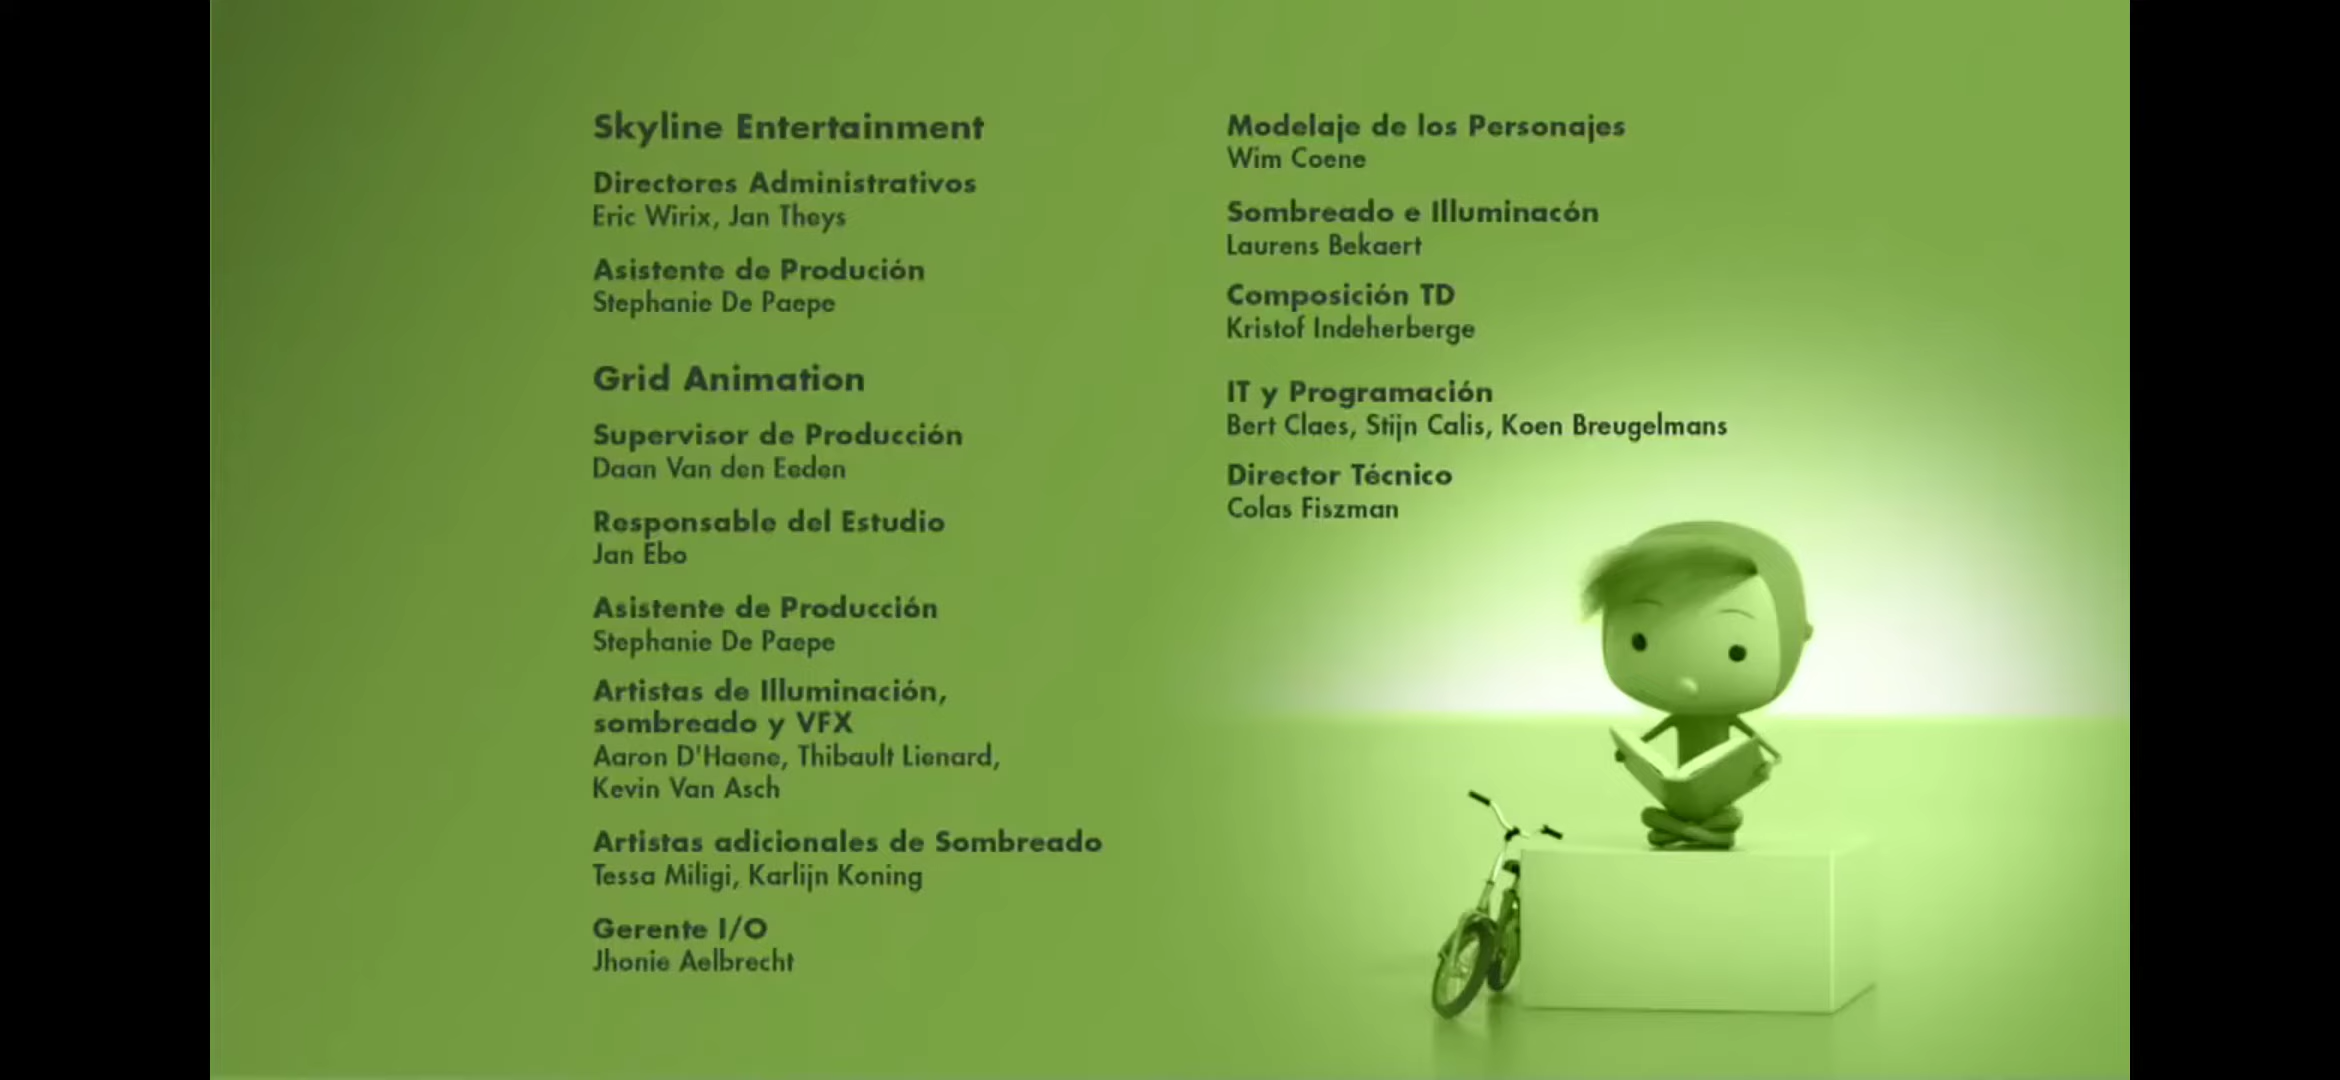 Skyline Entertainment
Directores Administrativos
Eric Wirix, Jan Theys
Asistente de Produción
Stephanie De Paepe
Grid Animation
Supervisor de Producción
Daan Van den Eeden
Responsable del Estudio
Jan Ebo
Asistente de Producción
Stephanie De Paepe
Artistas de Illuminación,
sombreado y VFX
Aaron D'Haene, Thibault Lienard,
Kevin Van Asch
Artistas adicionales de Sombreado
Tessa Miligi, Karlijn Koning
Gerente I/O
Jhonie Aelbrecht
Modelaje de los Personajes
Wim Coene
Sombreado e Illuminacón
Laurens Bekaert
Composición TD
Kristof Indeherberge
IT y Programación
Bert Claes, Stijn Calis, Koen Breugelmans
Director Técnico
Colas Fiszman